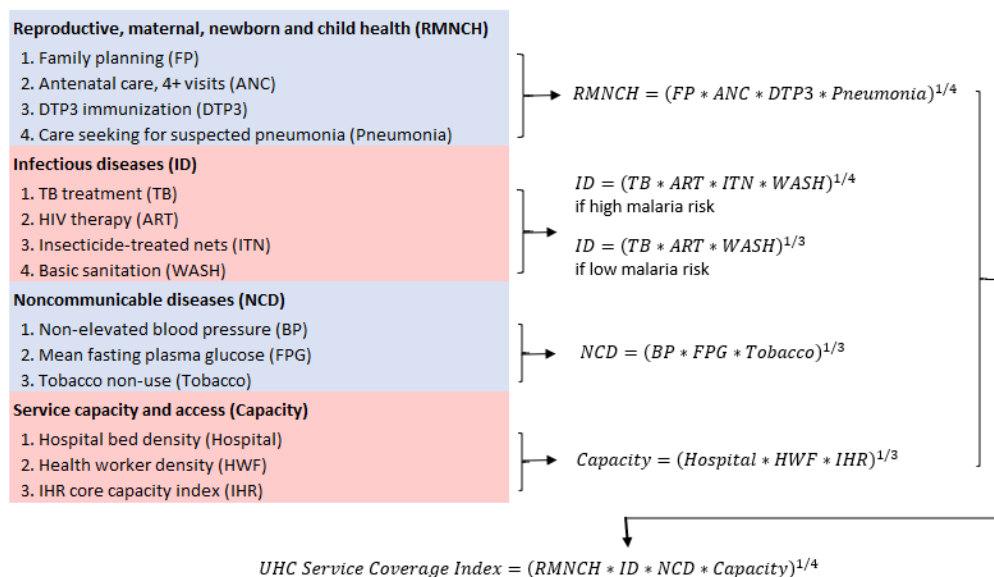 Reproductive, maternal, newborn and child health (RMNCH)
1. Family planning (FP)
2. Antenatal care, 4+ visits (ANC)
3. DTP3 immunization (DTP3)
4. Care seeking for suspected pneumonia (Pneumonia)
RMNCH = (FP * ANC * DTP3 * Pneumonia)^{1/4}
Infectious diseases (ID)
1. TB treatment (TB)
2. HIV therapy (ART)
3. Insecticide-treated nets (ITN)
4. Basic sanitation (WASH)
ID = (TB * ART * ITN * WASH)^{1/4}
if high malaria risk
ID = (TB * ART * WASH)^{1/3}
if low malaria risk
Noncommunicable diseases (NCD)
1. Non-elevated blood pressure (BP)
2. Mean fasting plasma glucose (FPG)
3. Tobacco non-use (Tobacco)
NCD = (BP * FPG * Tobacco)^{1/3}
Service capacity and access (Capacity)
1. Hospital bed density (Hospital)
2. Health worker density (HWF)
3. IHR core capacity index (IHR)
Capacity = (Hospital * HWF * IHR)^{1/3}
UHC Service Coverage Index = (RMNCH * ID * NCD * Capacity)^{1/4}